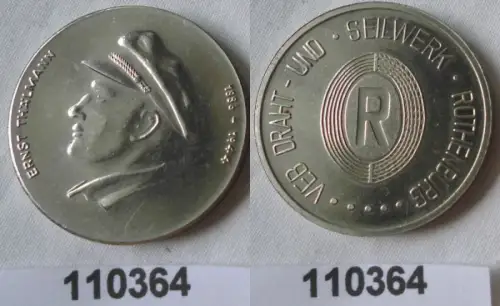 ERNST THÄLMANN
1886 - 1944
VEB DRAHT - UND - SEILWERK · ROTHENBURG
R
110364
110364